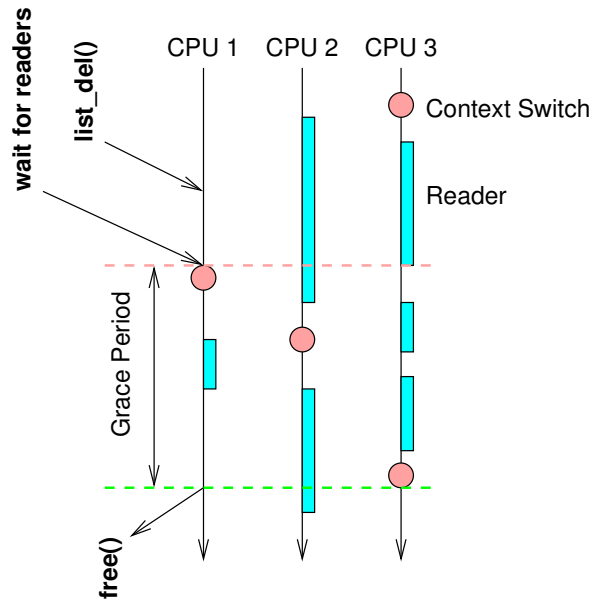 CPU 1
CPU 2
CPU 3
wait for readers
list_del()
Context Switch
Reader
Grace Period
free()